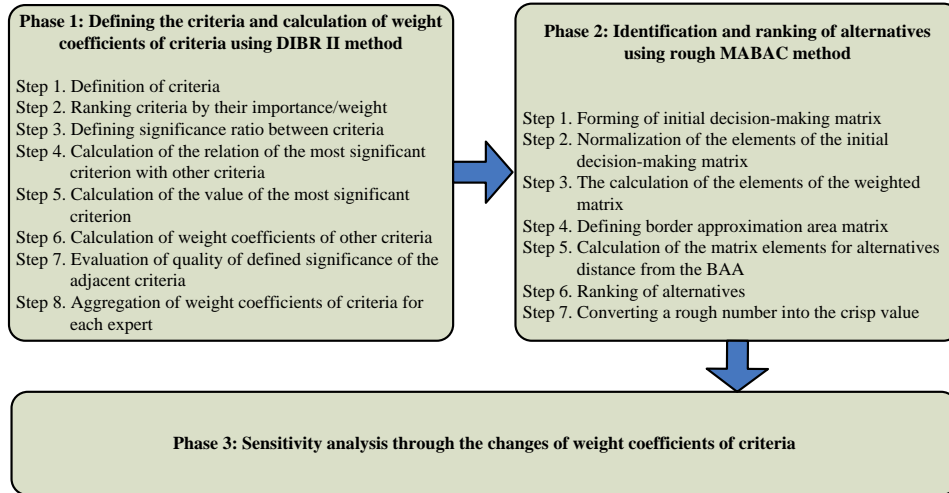 Phase 1: Defining the criteria and calculation of weight
coefficients of criteria using DIBR II method
Step 1. Definition of criteria
Step 2. Ranking criteria by their importance/weight
Step 3. Defining significance ratio between criteria
Step 4. Calculation of the relation of the most significant
criterion with other criteria
Step 5. Calculation of the value of the most significant
criterion
Step 6. Calculation of weight coefficients of other criteria
Step 7. Evaluation of quality of defined significance of the
adjacent criteria
Step 8. Aggregation of weight coefficients of criteria for
each expert
Phase 2: Identification and ranking of alternatives
using rough MABAC method
Step 1. Forming of initial decision-making matrix
Step 2. Normalization of the elements of the initial
decision-making matrix
Step 3. The calculation of the elements of the weighted
matrix
Step 4. Defining border approximation area matrix
Step 5. Calculation of the matrix elements for alternatives
distance from the BAA
Step 6. Ranking of alternatives
Step 7. Converting a rough number into the crisp value
Phase 3: Sensitivity analysis through the changes of weight coefficients of criteria